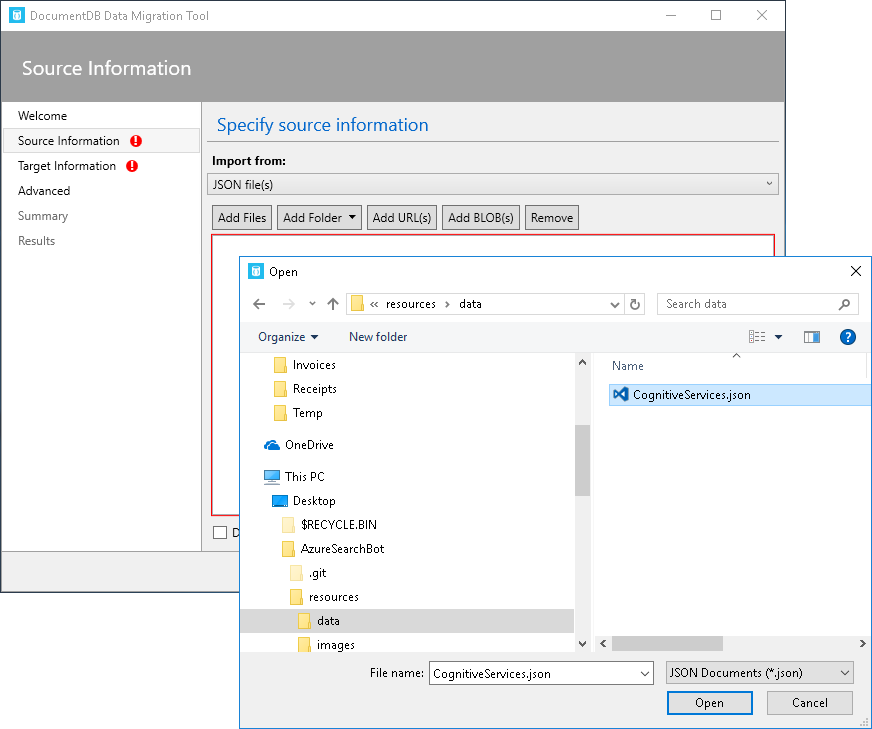 DocumentDB Data Migration Tool
Source Information
Welcome
Source Information
Target Information
Advanced
Summary
Results
Specify source information
Import from:
JSON file(s)
Add Files Add Folder Add URL(s) Add BLOB(s) Remove
D
Open
« resources › data
Search data
Organize New folder
?
Invoices
Receipts
Temp
OneDrive
This PC
Desktop
$RECYCLE.BIN
AzureSearchBot
.git
resources
data
images
Name
CognitiveServices.json
File name: CognitiveServices.json JSON Documents (*.json)
Open Cancel